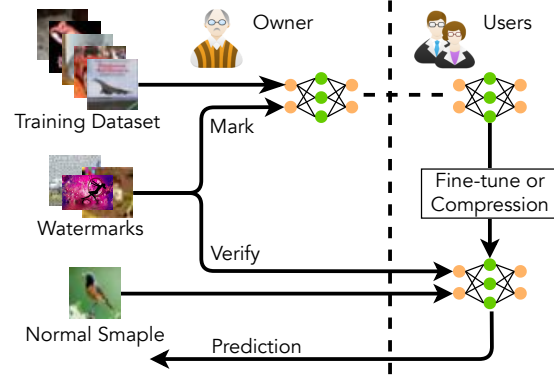 Owner
Users
Training Dataset
Mark
Fine-tune or
Compression
Watermarks
Verify
Normal Smaple
Prediction